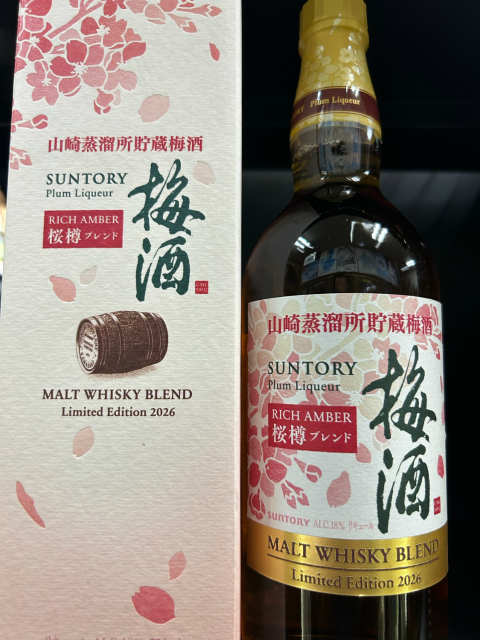 山崎蒸溜所貯蔵梅酒
SUNTORY
Plum Liqueur
RICH AMBER
桜樽ブレンド
梅酒
MALT WHISKY BLEND
Limited Edition 2026
Plum Liqueur
山崎蒸溜所貯蔵梅酒
SUNTORY
Plum Liqueur
RICH AMBER
桜樽ブレンド
梅酒
SUNTORY ALC.18% リキュール
MALT WHISKY BLEND
Limited Edition 2026